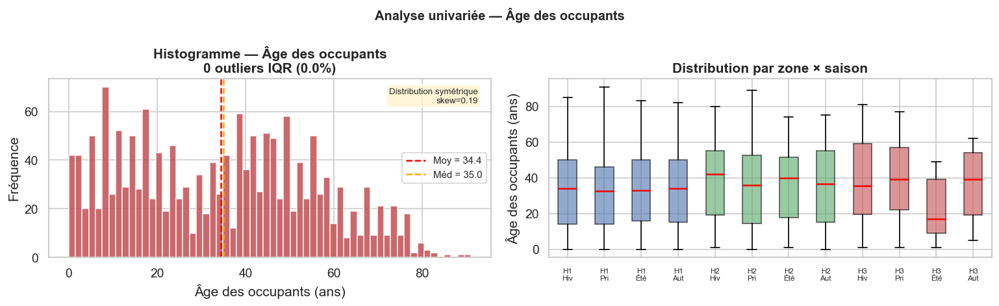 Analyse univariée — Âge des occupants
Histogramme — Âge des occupants
0 outliers IQR (0.0%)
Distribution symétrique
skew=0.19
Moy = 34.4
Méd = 35.0
Fréquence
60
40
20
0
0 20 40 60 80
Âge des occupants (ans)
Distribution par zone × saison
Âge des occupants (ans)
80
60
40
20
0
H1 H1 H1 H1 H2 H2 H2 H2 H3 H3 H3 H3
Hiv Pri Été Aut Hiv Pri Été Aut Hiv Pri Été Aut